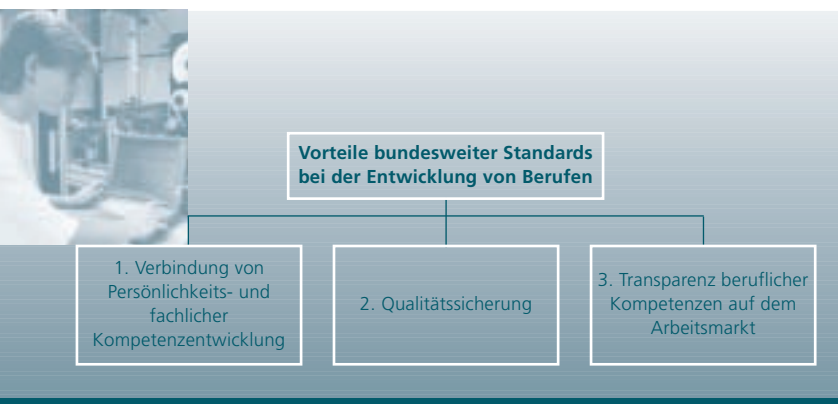 Vorteile bundesweiter Standards
bei der Entwicklung von Berufen
1. Verbindung von
Persönlichkeits- und
fachlicher
Kompetenzentwicklung
2. Qualitätssicherung
3. Transparenz beruflicher
Kompetenzen auf dem
Arbeitsmarkt